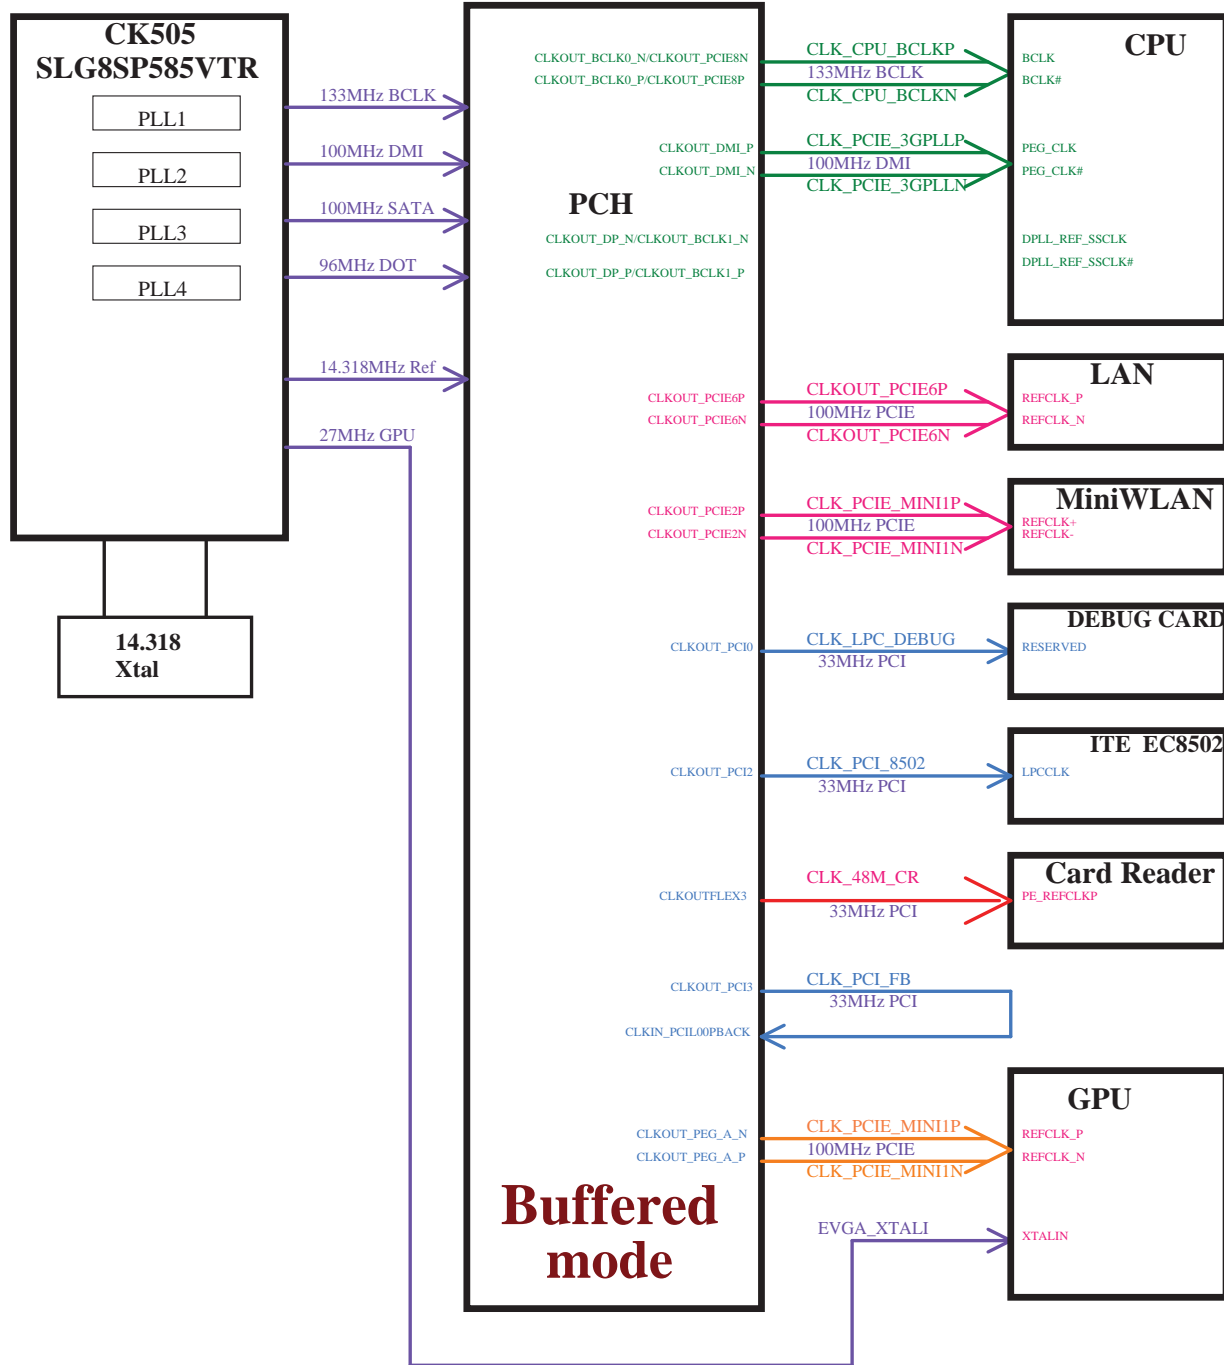 CK505
SLG8SP585VTR
PLL1
PLL2
PLL3
PLL4
133MHz BCLK
100MHz DMI
100MHz SATA
96MHz DOT
14.318MHz Ref
27MHz GPU
14.318
Xtal
PCH
CLKOUT_BCLK0_N/CLKOUT_PCIE8N
CLKOUT_BCLK0_P/CLKOUT_PCIE8P
CLKOUT_DMI_P
CLKOUT_DMI_N
CLKOUT_DP_N/CLKOUT_BCLK1_N
CLKOUT_DP_P/CLKOUT_BCLK1_P
CLKOUT_PCIE6P
CLKOUT_PCIE6N
CLKOUT_PCIE2P
CLKOUT_PCIE2N
CLKOUT_PCI0
CLKOUT_PCI2
CLKOUTFLEX3
CLKOUT_PCI3
CLKIN_PCIL00PBACK
CLKOUT_PEG_A_N
CLKOUT_PEG_A_P
Buffered
mode
CLK_CPU_BCLKP
133MHz BCLK
CLK_CPU_BCLKN
CLK_PCIE_3GPLLP
100MHz DMI
CLK_PCIE_3GPLLN
CLKOUT_PCIE6P
100MHz PCIE
CLKOUT_PCIE6N
CLK_PCIE_MINI1P
100MHz PCIE
CLK_PCIE_MINI1N
CLK_LPC_DEBUG
33MHz PCI
CLK_PCI_8502
33MHz PCI
CLK_48M_CR
33MHz PCI
CLK_PCI_FB
33MHz PCI
CLK_PCIE_MINI1P
100MHz PCIE
CLK_PCIE_MINI1N
EVGA_XTALI
CPU
BCLK
BCLK#
PEG_CLK
PEG_CLK#
DPLL_REF_SSCLK
DPLL_REF_SSCLK#
LAN
REFCLK_P
REFCLK_N
MiniWLAN
REFCLK+
REFCLK-
DEBUG CARD
RESERVED
ITE EC8502
LPCCLK
Card Reader
PE_REFCLKP
GPU
REFCLK_P
REFCLK_N
XTALIN